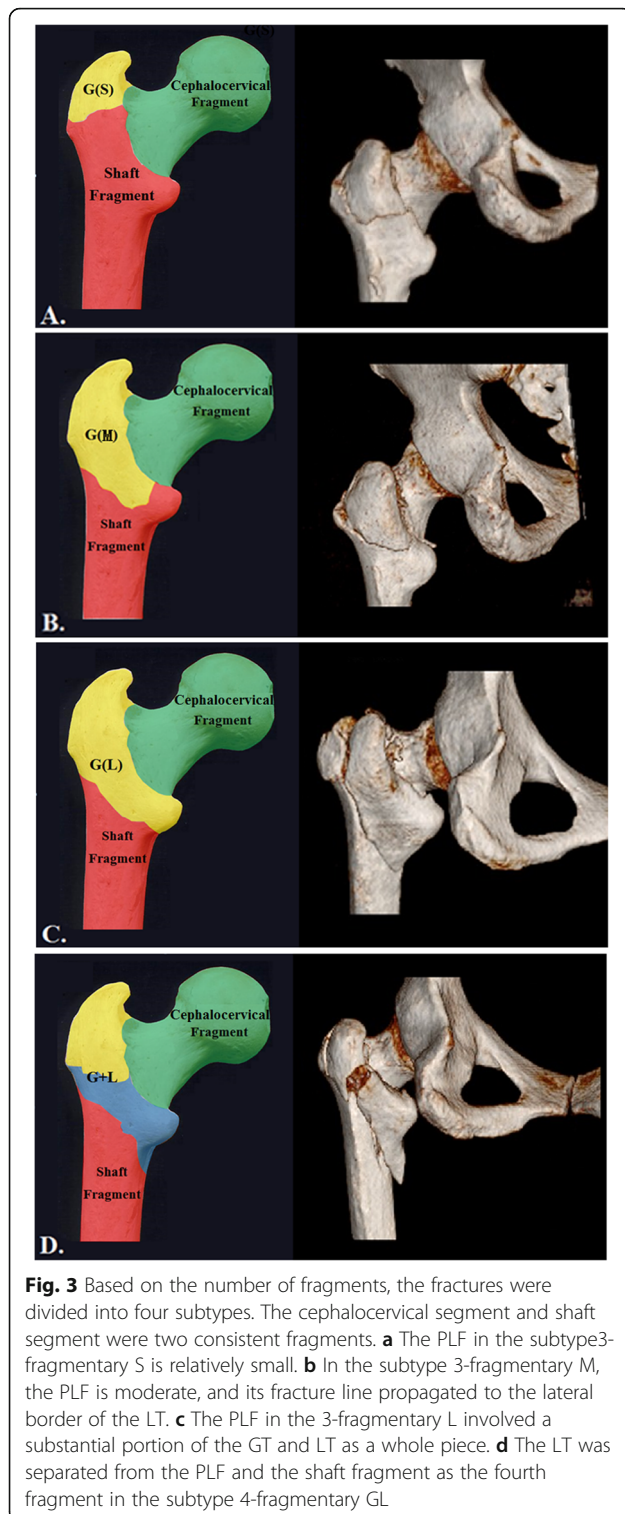 G(S)
G(S)
Cephalocervical
Fragment
Shaft
Fragment
A.
G(M)
Cephalocervical
Fragment
Shaft
Fragment
B.
G(L)
Cephalocervical
Fragment
Shaft
Fragment
C.
G+L
Cephalocervical
Fragment
Shaft
Fragment
D.
Fig. 3 Based on the number of fragments, the fractures were
divided into four subtypes. The cephalocervical segment and shaft
segment were two consistent fragments. a The PLF in the subtype3-
fragmentary S is relatively small. b In the subtype 3-fragmentary M,
the PLF is moderate, and its fracture line propagated to the lateral
border of the LT. c The PLF in the 3-fragmentary L involved a
substantial portion of the GT and LT as a whole piece. d The LT was
separated from the PLF and the shaft fragment as the fourth
fragment in the subtype 4-fragmentary GL